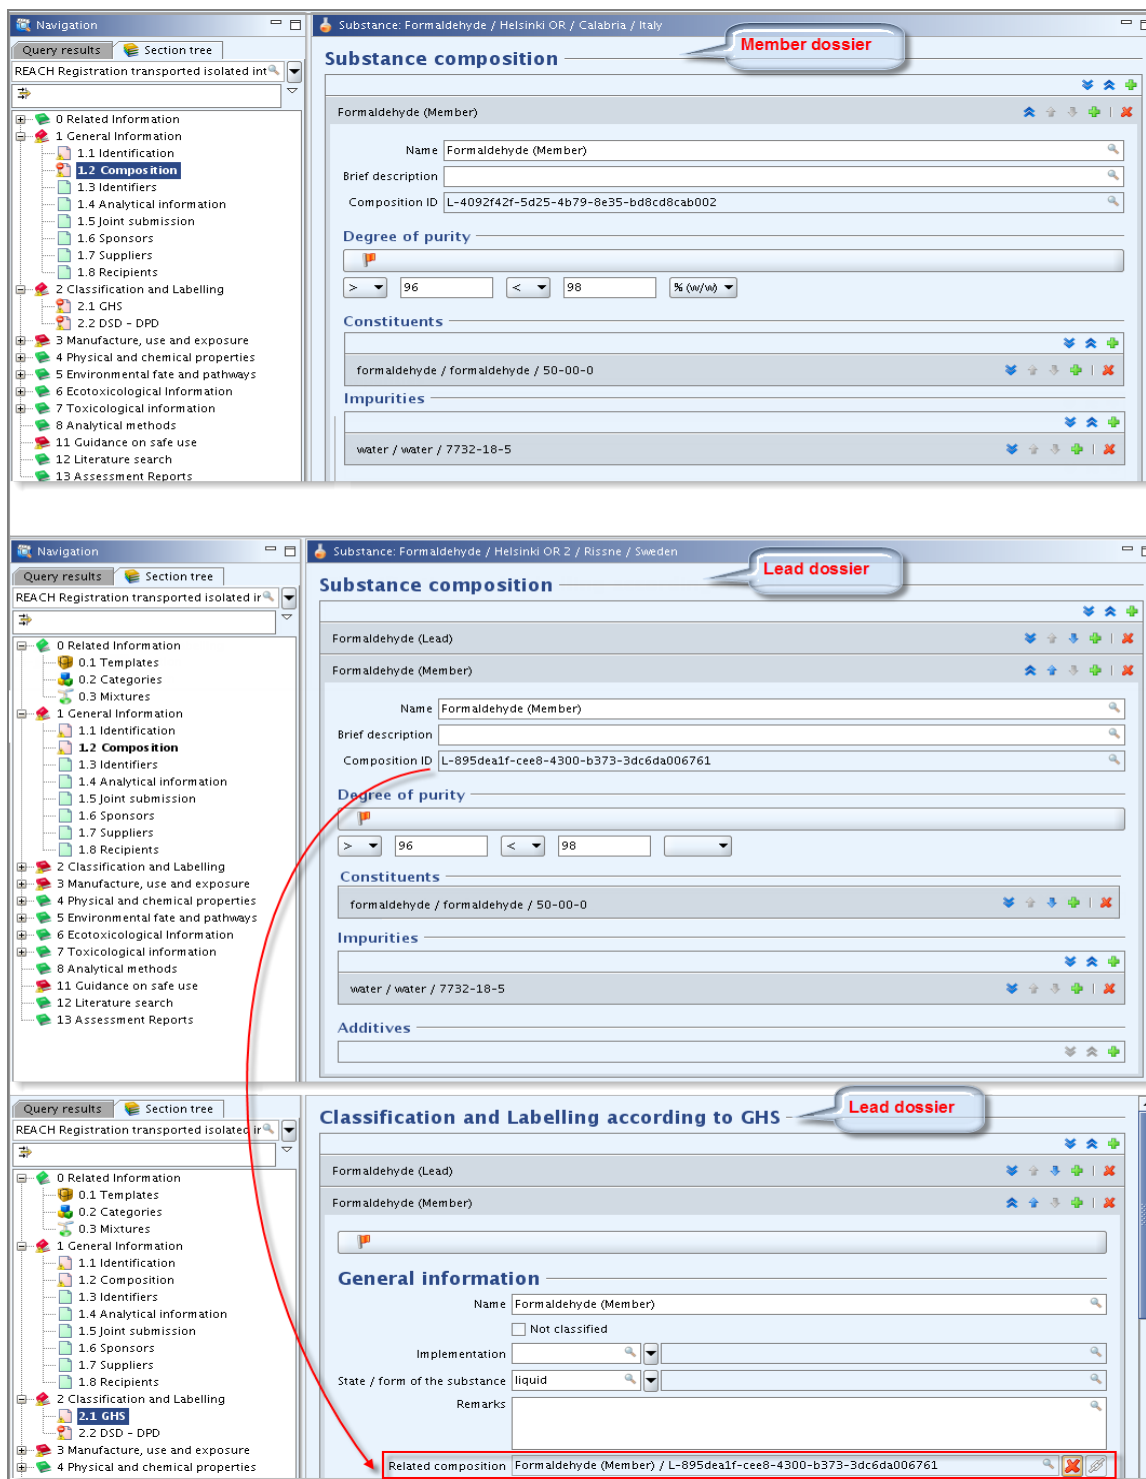 Navigation
Query results
Section tree
REACH Registration transported isolated int
0 Related Information
1 General Information
1.1 Identification
1.2 Composition
1.3 Identifiers
1.4 Analytical information
1.5 Joint submission
1.6 Sponsors
1.7 Suppliers
1.8 Recipients
2 Classification and Labelling
2.1 GHS
2.2 DSD - DPD
3 Manufacture, use and exposure
4 Physical and chemical properties
5 Environmental fate and pathways
6 Ecotoxicological Information
7 Toxicological information
8 Analytical methods
11 Guidance on safe use
12 Literature search
13 Assessment Reports
Substance: Formaldehyde / Helsinki OR / Calabria / Italy
Member dossier
Substance composition
Formaldehyde (Member)
Name Formaldehyde (Member)
Brief description
Composition ID L-4092f42f-5d25-4b79-8e35-bd8cd8cab002
Degree of purity
> 96 < 98 % (w/w)
Constituents
formaldehyde / formaldehyde / 50-00-0
Impurities
water / water / 7732-18-5
Navigation
Query results
Section tree
REACH Registration transported isolated ir
0 Related Information
0.1 Templates
0.2 Categories
0.3 Mixtures
1 General Information
1.1 Identification
1.2 Composition
1.3 Identifiers
1.4 Analytical information
1.5 Joint submission
1.6 Sponsors
1.7 Suppliers
1.8 Recipients
2 Classification and Labelling
3 Manufacture, use and exposure
4 Physical and chemical properties
5 Environmental fate and pathways
6 Ecotoxicological Information
7 Toxicological information
8 Analytical methods
11 Guidance on safe use
12 Literature search
13 Assessment Reports
Substance: Formaldehyde / Helsinki OR 2 / Rissne / Sweden
Lead dossier
Substance composition
Formaldehyde (Lead)
Formaldehyde (Member)
Name Formaldehyde (Member)
Brief description
Composition ID L-895dea1f-cee8-4300-b373-3dc6da006761
Degree of purity
> 96 < 98
Constituents
formaldehyde / formaldehyde / 50-00-0
Impurities
water / water / 7732-18-5
Additives
Query results
Section tree
REACH Registration transported isolated ir
0 Related Information
0.1 Templates
0.2 Categories
0.3 Mixtures
1 General Information
1.1 Identification
1.2 Composition
1.3 Identifiers
1.4 Analytical information
1.5 Joint submission
1.6 Sponsors
1.7 Suppliers
1.8 Recipients
2 Classification and Labelling
2.1 GHS
2.2 DSD - DPD
3 Manufacture, use and exposure
4 Physical and chemical properties
Lead dossier
Classification and Labelling according to GHS
Formaldehyde (Lead)
Formaldehyde (Member)
General information
Name Formaldehyde (Member)
Not classified
Implementation
State / form of the substance liquid
Remarks
Related composition Formaldehyde (Member) / L-895dea1f-cee8-4300-b373-3dc6da006761